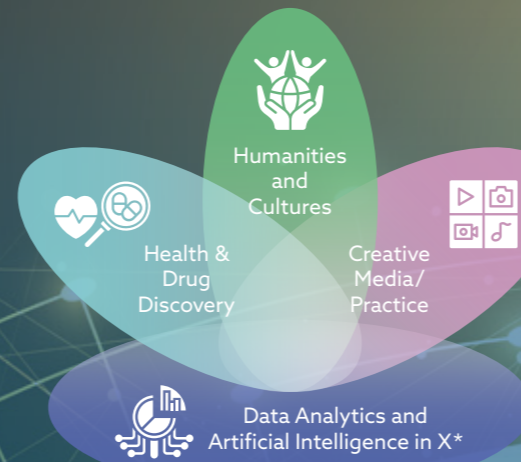 Humanities
and
Cultures
Health &
Drug
Discovery
Creative
Media/
Practice
Data Analytics and
Artificial Intelligence in X*